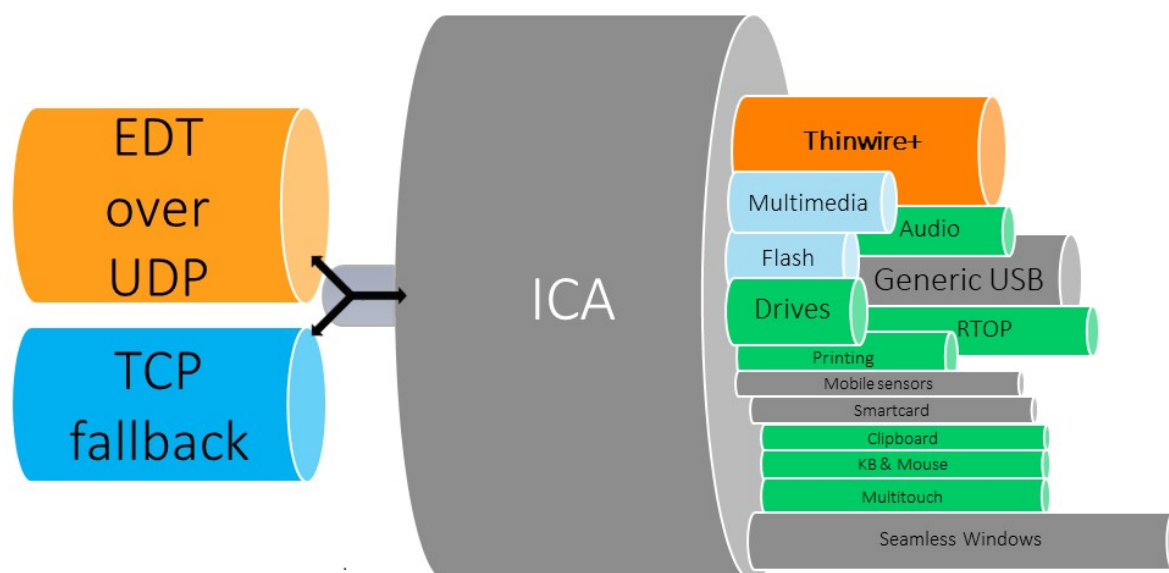 EDT
over
UDP
TCP
fallback
ICA
Thinwire+
Multimedia
Audio
Flash
Generic USB
Drives
RTOP
Printing
Mobile sensors
Smartcard
Clipboard
KB & Mouse
Multitouch
Seamless Windows